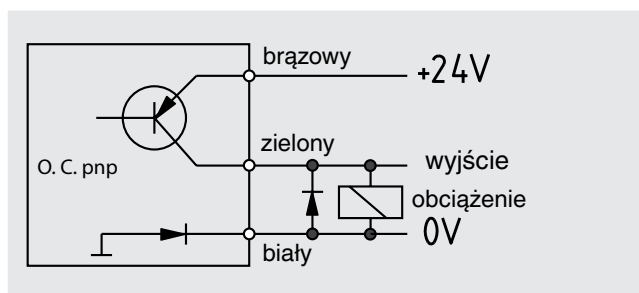 brązowy
+24V
zielony
O. C. pnp
wyjście
obciążenie
0V
biały